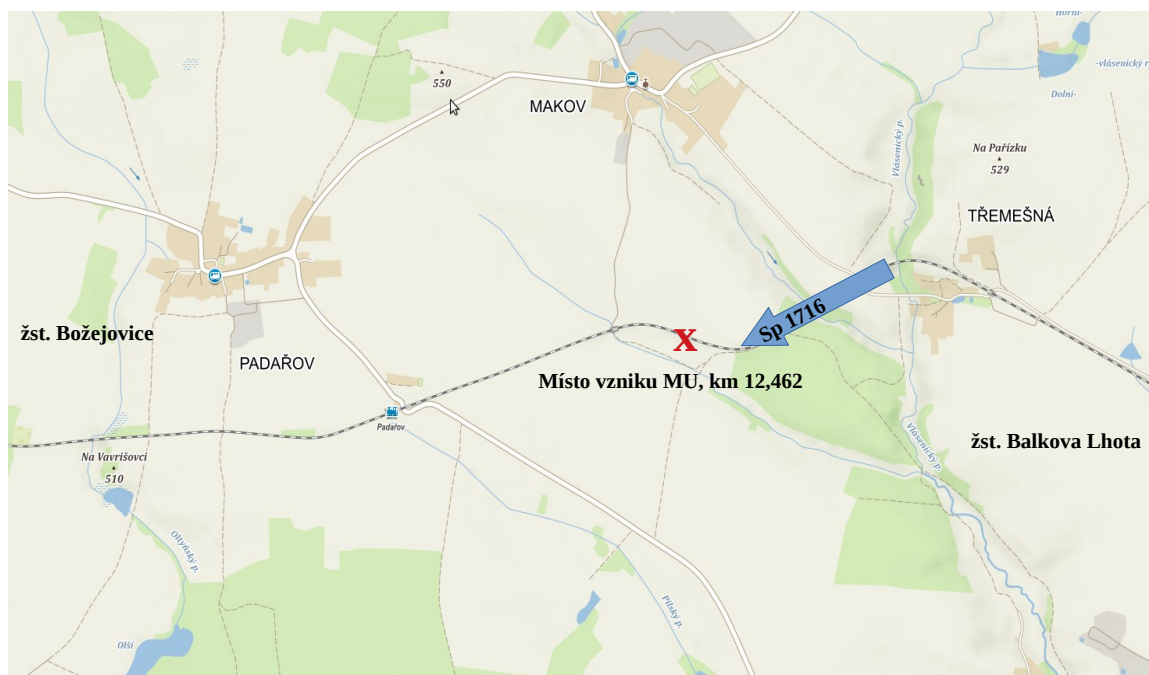 Horní-
-vlásenický ry
Dolní-
550
MAKOV
Vlásenický p.
Na Pařízku
529
TŘEMEŠNÁ
žst. Božejovice
Sp 1716
PADAŘOV
X
Místo vzniku MU, km 12,462
Padařov
žst. Balkova Lhota
Vlásenický p.
Na Vavrišovci
510
Oltyňský p.
Pilský p.
Olší